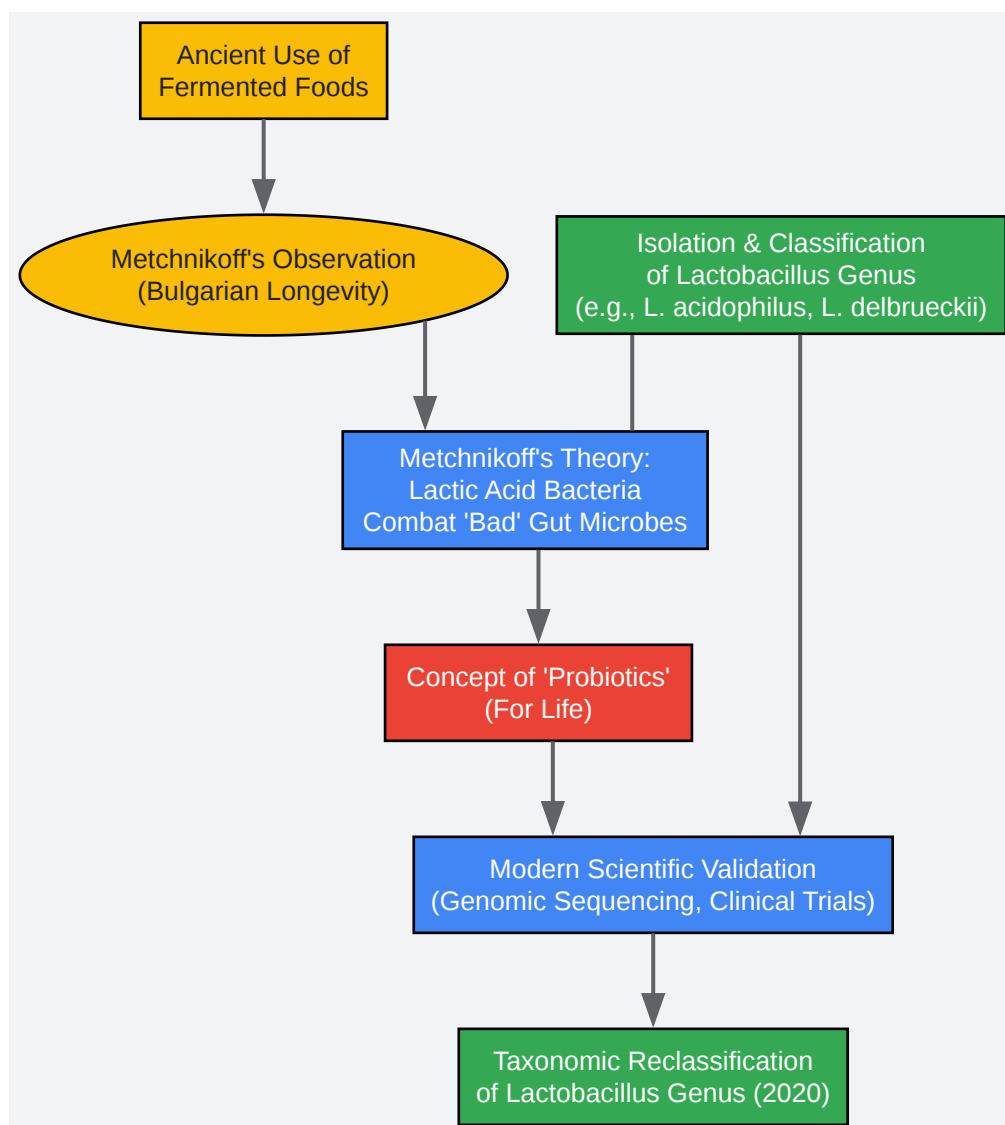 Ancient Use of
Fermented Foods
Metchnikoff's Observation
(Bulgarian Longevity)
Isolation & Classification
of Lactobacillus Genus
(e.g., L. acidophilus, L. delbrueckii)
Metchnikoff's Theory:
Lactic Acid Bacteria
Combat 'Bad' Gut Microbes
Concept of 'Probiotics'
(For Life)
Modern Scientific Validation
(Genomic Sequencing, Clinical Trials)
Taxonomic Reclassification
of Lactobacillus Genus (2020)